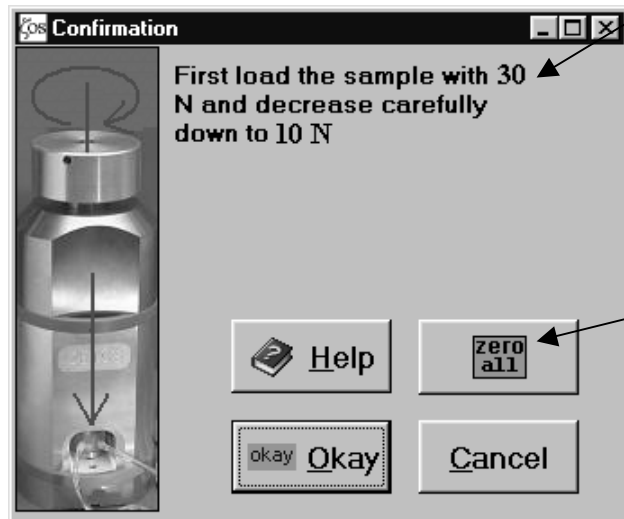 ζos Confirmation
First load the sample with 30
N and decrease carefully
down to 10 N
Help
zero
all
okay Okay
Cancel